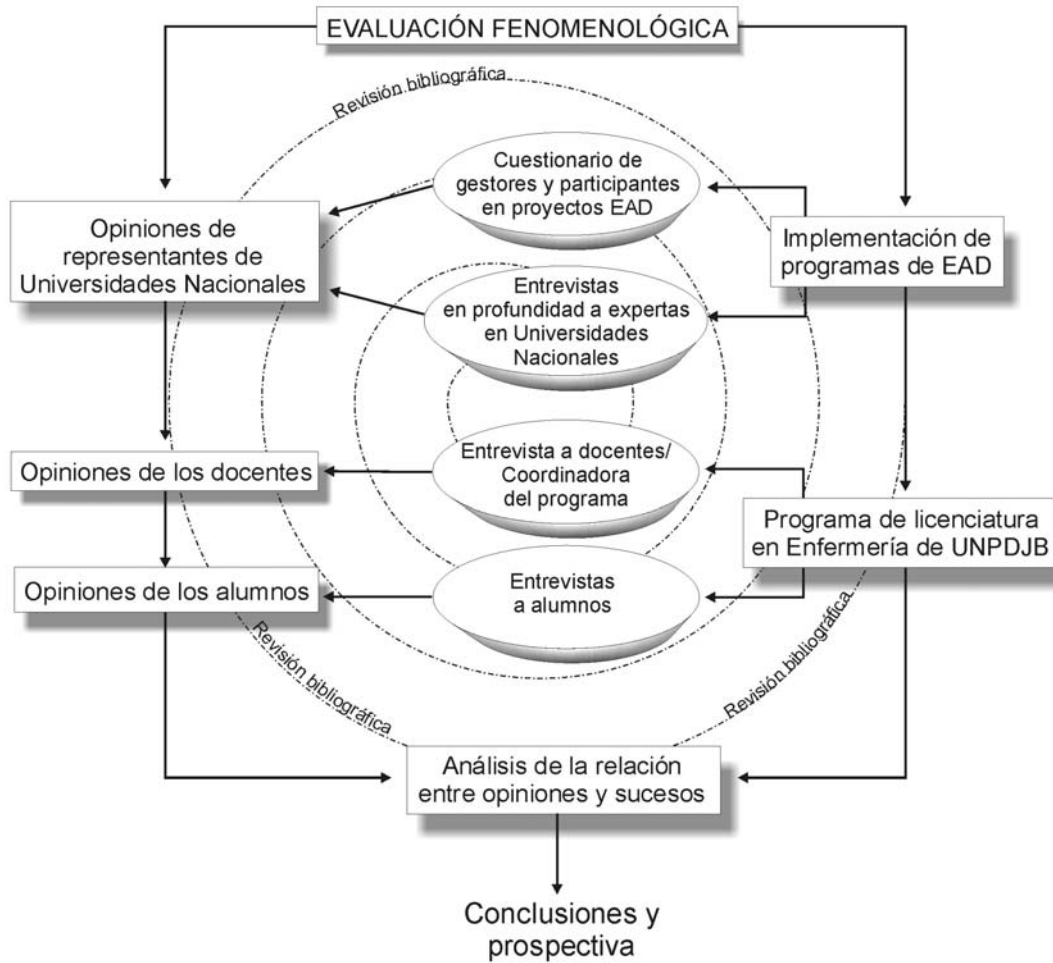 EVALUACIÓN FENOMENOLÓGICA
Revisión bibliográfica
Cuestionario de
gestores y participantes
en proyectos EAD
Opiniones de
representantes de
Universidades Nacionales
Implementación de
programas de EAD
Entrevistas
en profundidad a expertas
en Universidades
Nacionales
Opiniones de los docentes
Entrevista a docentes/
Coordinadora
del programa
Programa de licenciatura
en Enfermería de UNPDJB
Opiniones de los alumnos
Entrevistas
a alumnos
Revisión bibliográfica
Revisión bibliográfica
Análisis de la relación
entre opiniones y sucesos
Conclusiones y
prospectiva